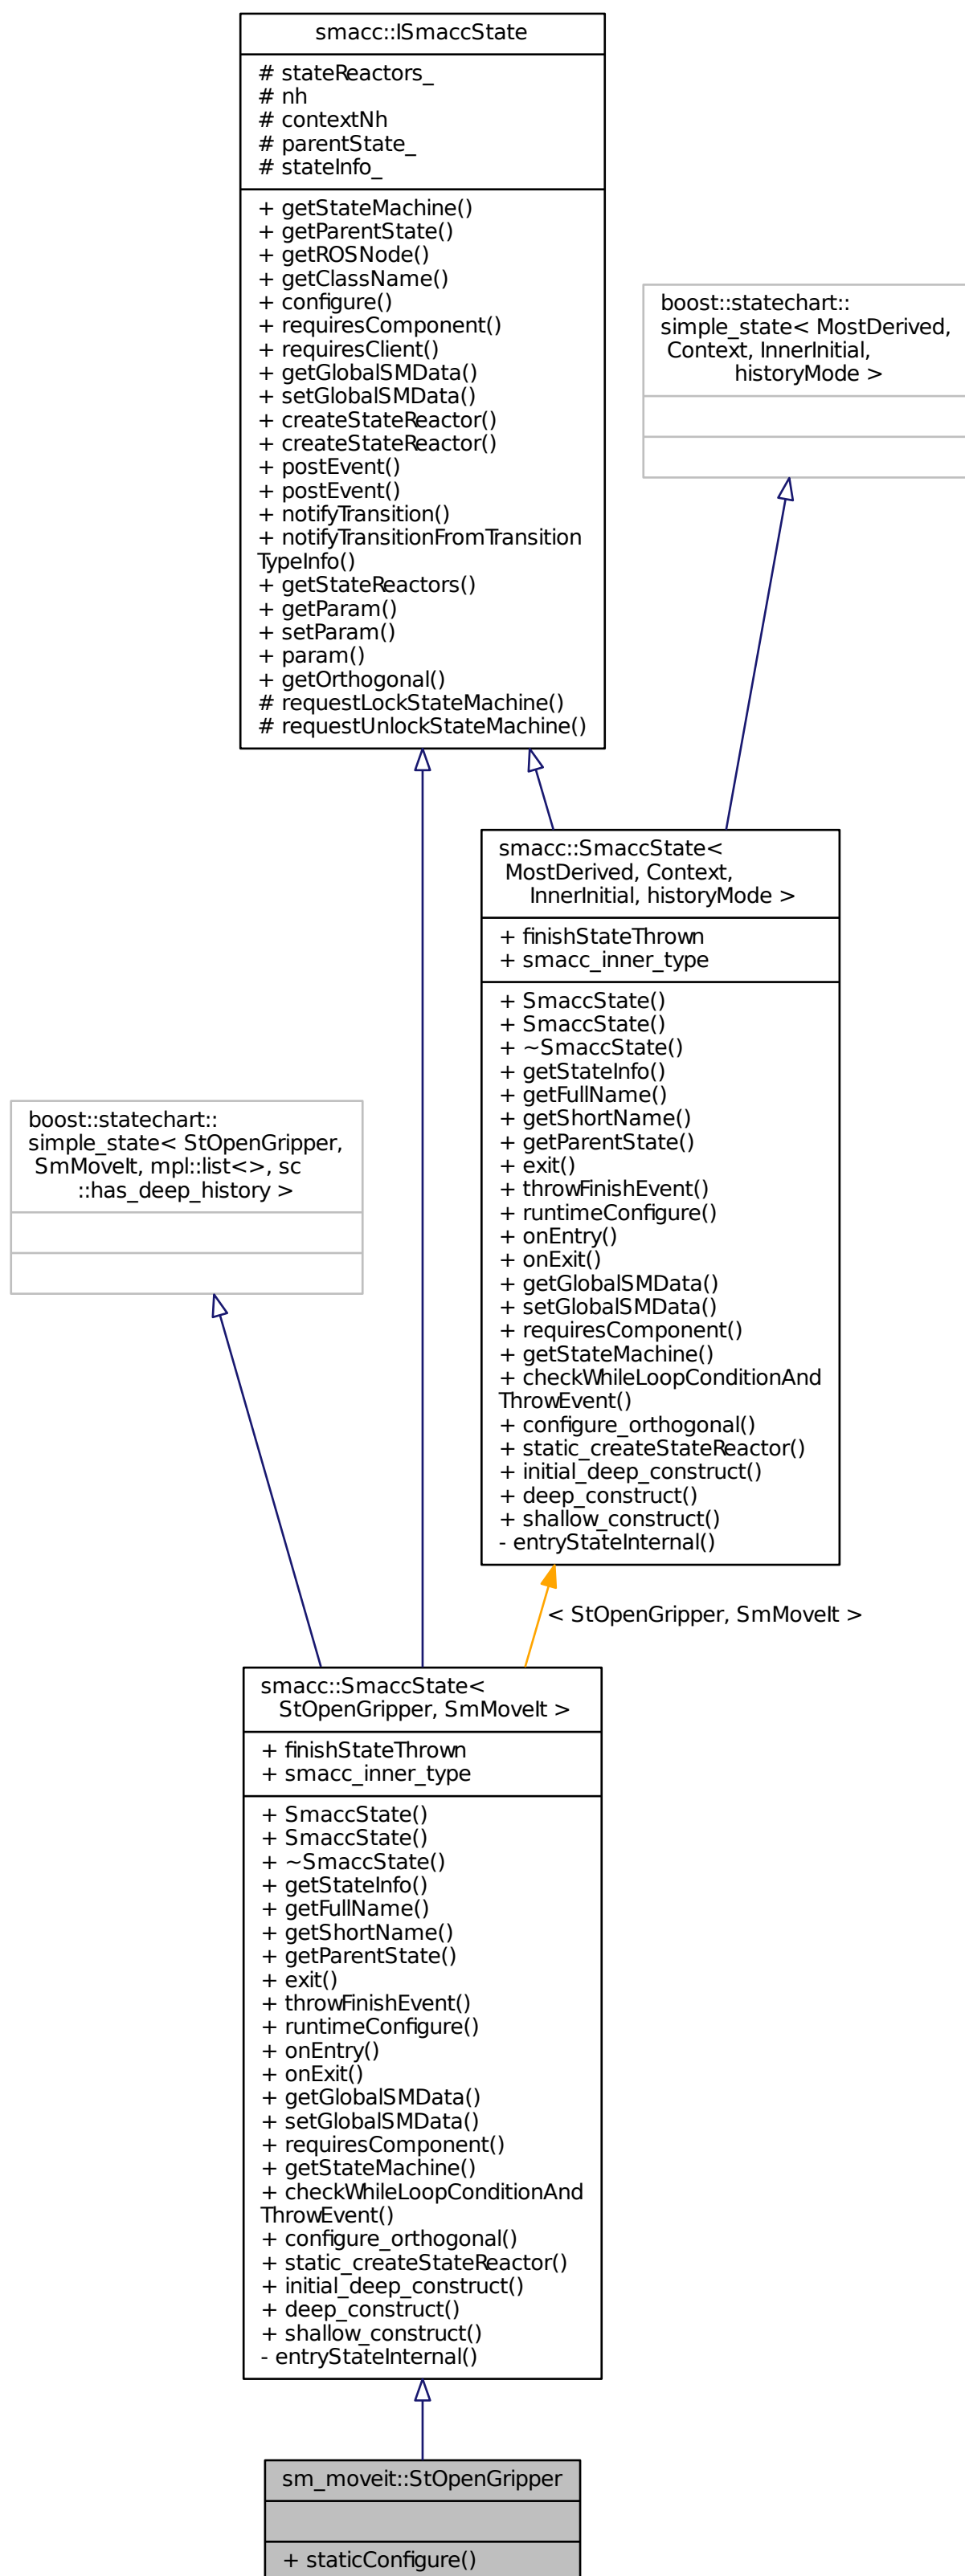 smacc::ISmaccState
# stateReactors_
# nh
# contextNh
# parentState_
# stateInfo_
+ getStateMachine()
+ getParentState()
+ getROSNode()
+ getClassName()
+ configure()
+ requiresComponent()
+ requiresClient()
+ getGlobalSMData()
+ setGlobalSMData()
+ createStateReactor()
+ createStateReactor()
+ postEvent()
+ postEvent()
+ notifyTransition()
+ notifyTransitionFromTransition
TypeInfo()
+ getStateReactors()
+ getParam()
+ setParam()
+ param()
+ getOrthogonal()
# requestLockStateMachine()
# requestUnlockStateMachine()
boost::statechart::
simple_state< MostDerived,
Context, InnerInitial,
historyMode >
smacc::SmaccState<
MostDerived, Context,
InnerInitial, historyMode >
+ finishStateThrown
+ smacc_inner_type
+ SmaccState()
+ SmaccState()
+ ~SmaccState()
+ getStateInfo()
+ getFullName()
+ getShortName()
+ getParentState()
+ exit()
+ throwFinishEvent()
+ runtimeConfigure()
+ onEntry()
+ onExit()
+ getGlobalSMData()
+ setGlobalSMData()
+ requiresComponent()
+ getStateMachine()
+ checkWhileLoopConditionAnd
ThrowEvent()
+ configure_orthogonal()
+ static_createStateReactor()
+ initial_deep_construct()
+ deep_construct()
+ shallow_construct()
- entryStateInternal()
boost::statechart::
simple_state< StOpenGripper,
SmMoveIt, mpl::list<>, sc
::has_deep_history >
< StOpenGripper, SmMoveIt >
smacc::SmaccState<
StOpenGripper, SmMoveIt >
+ finishStateThrown
+ smacc_inner_type
+ SmaccState()
+ SmaccState()
+ ~SmaccState()
+ getStateInfo()
+ getFullName()
+ getShortName()
+ getParentState()
+ exit()
+ throwFinishEvent()
+ runtimeConfigure()
+ onEntry()
+ onExit()
+ getGlobalSMData()
+ setGlobalSMData()
+ requiresComponent()
+ getStateMachine()
+ checkWhileLoopConditionAnd
ThrowEvent()
+ configure_orthogonal()
+ static_createStateReactor()
+ initial_deep_construct()
+ deep_construct()
+ shallow_construct()
- entryStateInternal()
sm_moveit::StOpenGripper
+ staticConfigure()